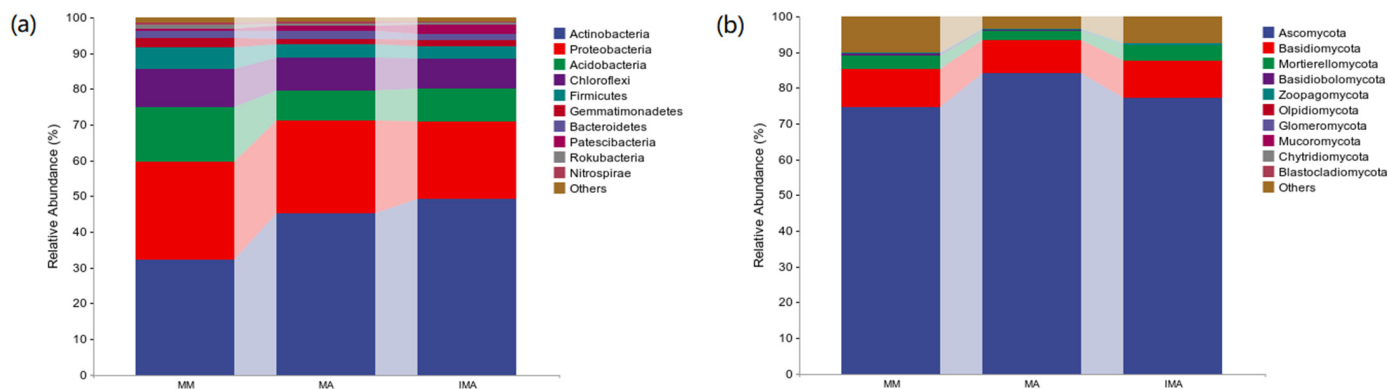 (a)
Relative Abundance (%)
100
90
80
70
60
50
40
30
20
10
0
MM MA IMA
Actinobacteria
Proteobacteria
Acidobacteria
Chloroflexi
Firmicutes
Gemmatimonadetes
Bacteroidetes
Patescibacteria
Rokubacteria
Nitrospirae
Others
(b)
Relative Abundance (%)
100
90
80
70
60
50
40
30
20
10
0
MM MA IMA
Ascomycota
Basidiomycota
Mortierellomycota
Basidiobolomycota
Zoopagomycota
Olpidiomycota
Glomeromycota
Mucoromycota
Chytridiomycota
Blastocladiomycota
Others